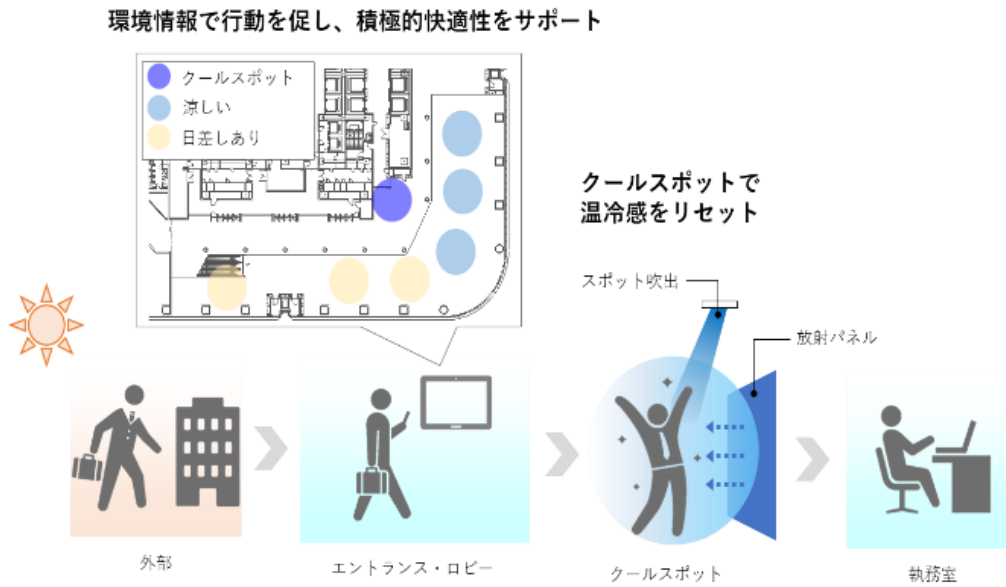 環境情報で行動を促し、積極的快適性をサポート
クールスポット
涼しい
日差しあり
クールスポットで
温冷感をリセット
スポット吹出
放射パネル
外部
エントランス・ロビー
クールスポット
執務室